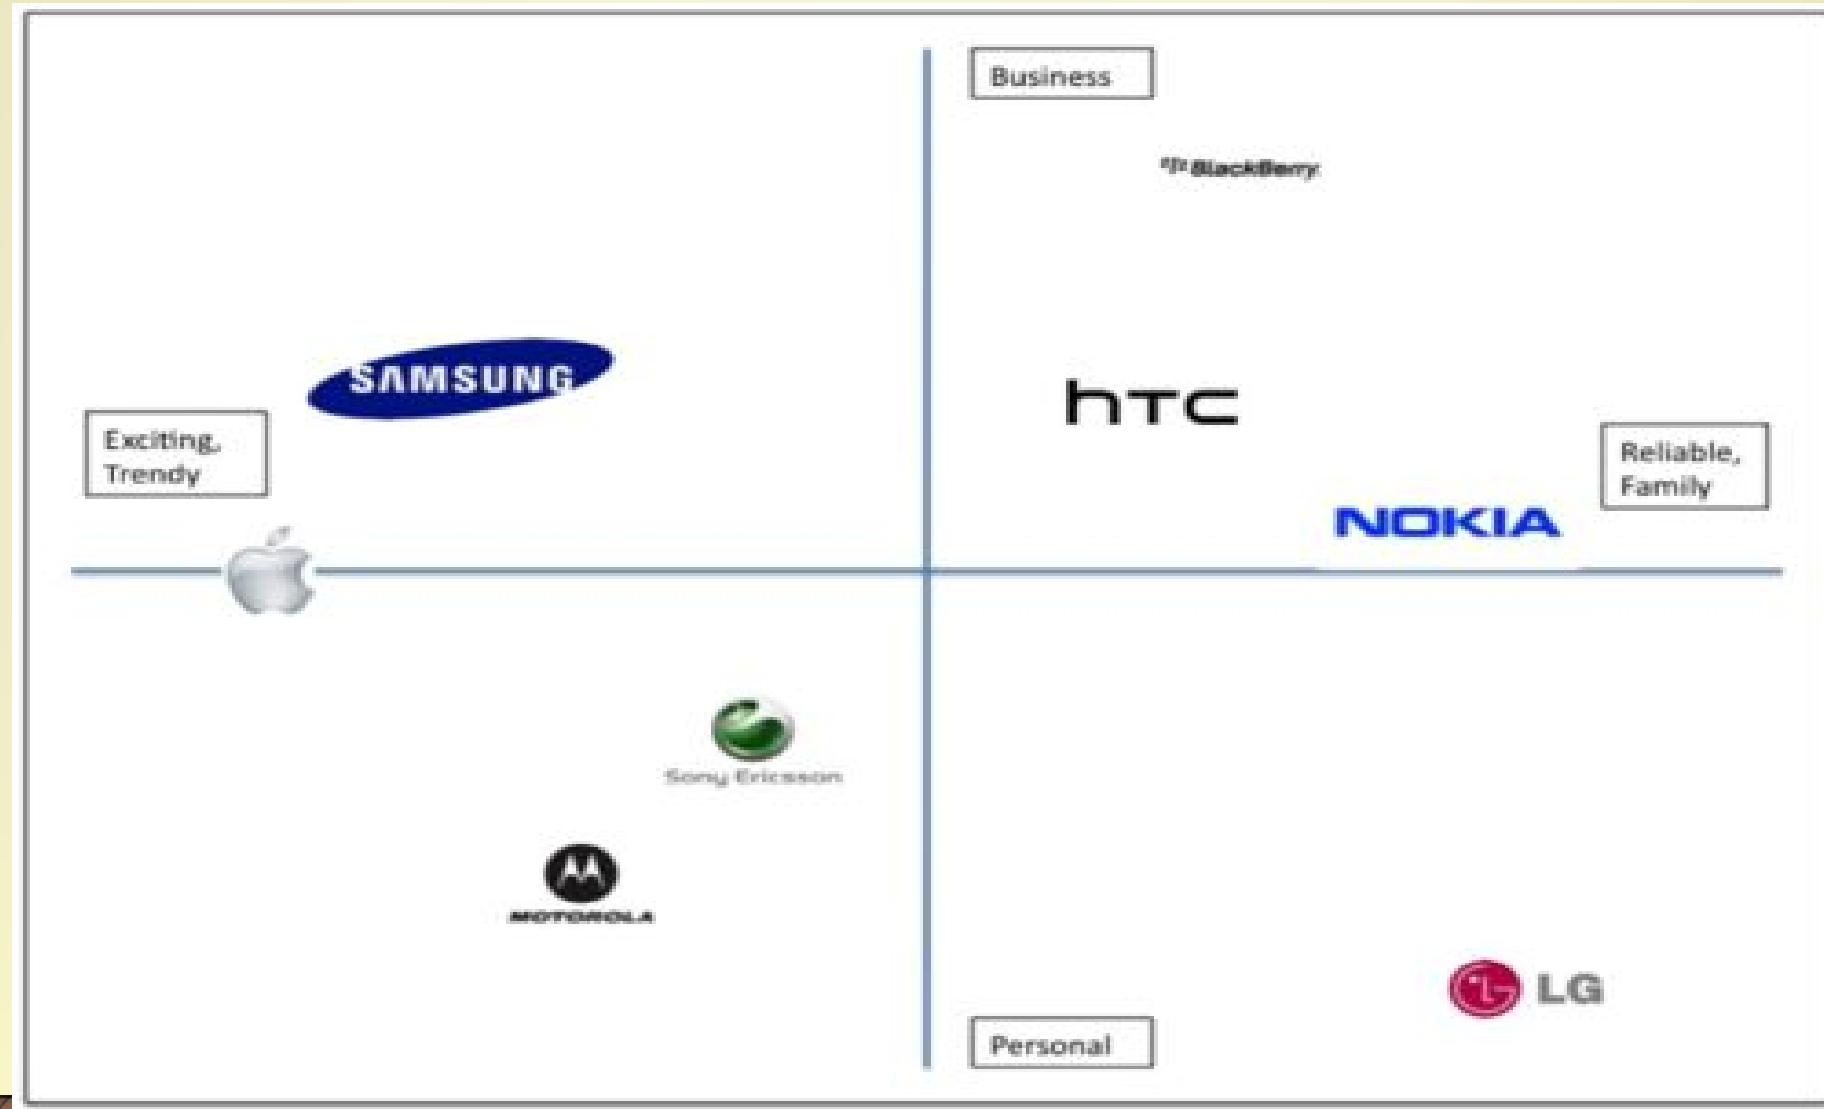 Business
BlackBerry
SAMSUNG
hTC
Exciting,
Trendy
Reliable,
Family
NOKIA
Sony Ericsson
MOTOROLA
LG
Personal